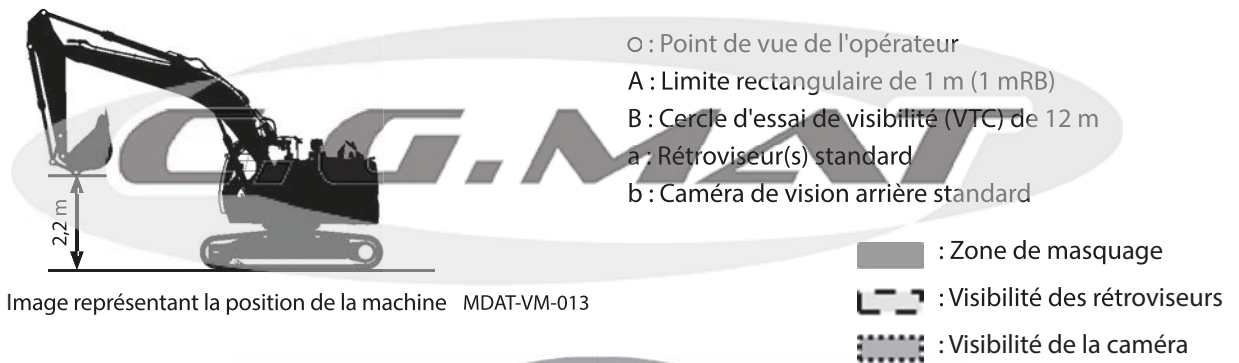 ○ : Point de vue de l'opérateur
A : Limite rectangulaire de 1 m (1 mRB)
B : Cercle d'essai de visibilité (VTC) de 12 m
a : Rétroviseur(s) standard
b : Caméra de vision arrière standard
2,2 m
: Zone de masquage
: Visibilité des rétroviseurs
: Visibilité de la caméra
Image représentant la position de la machine MDAT-VM-013
C.G.MAT